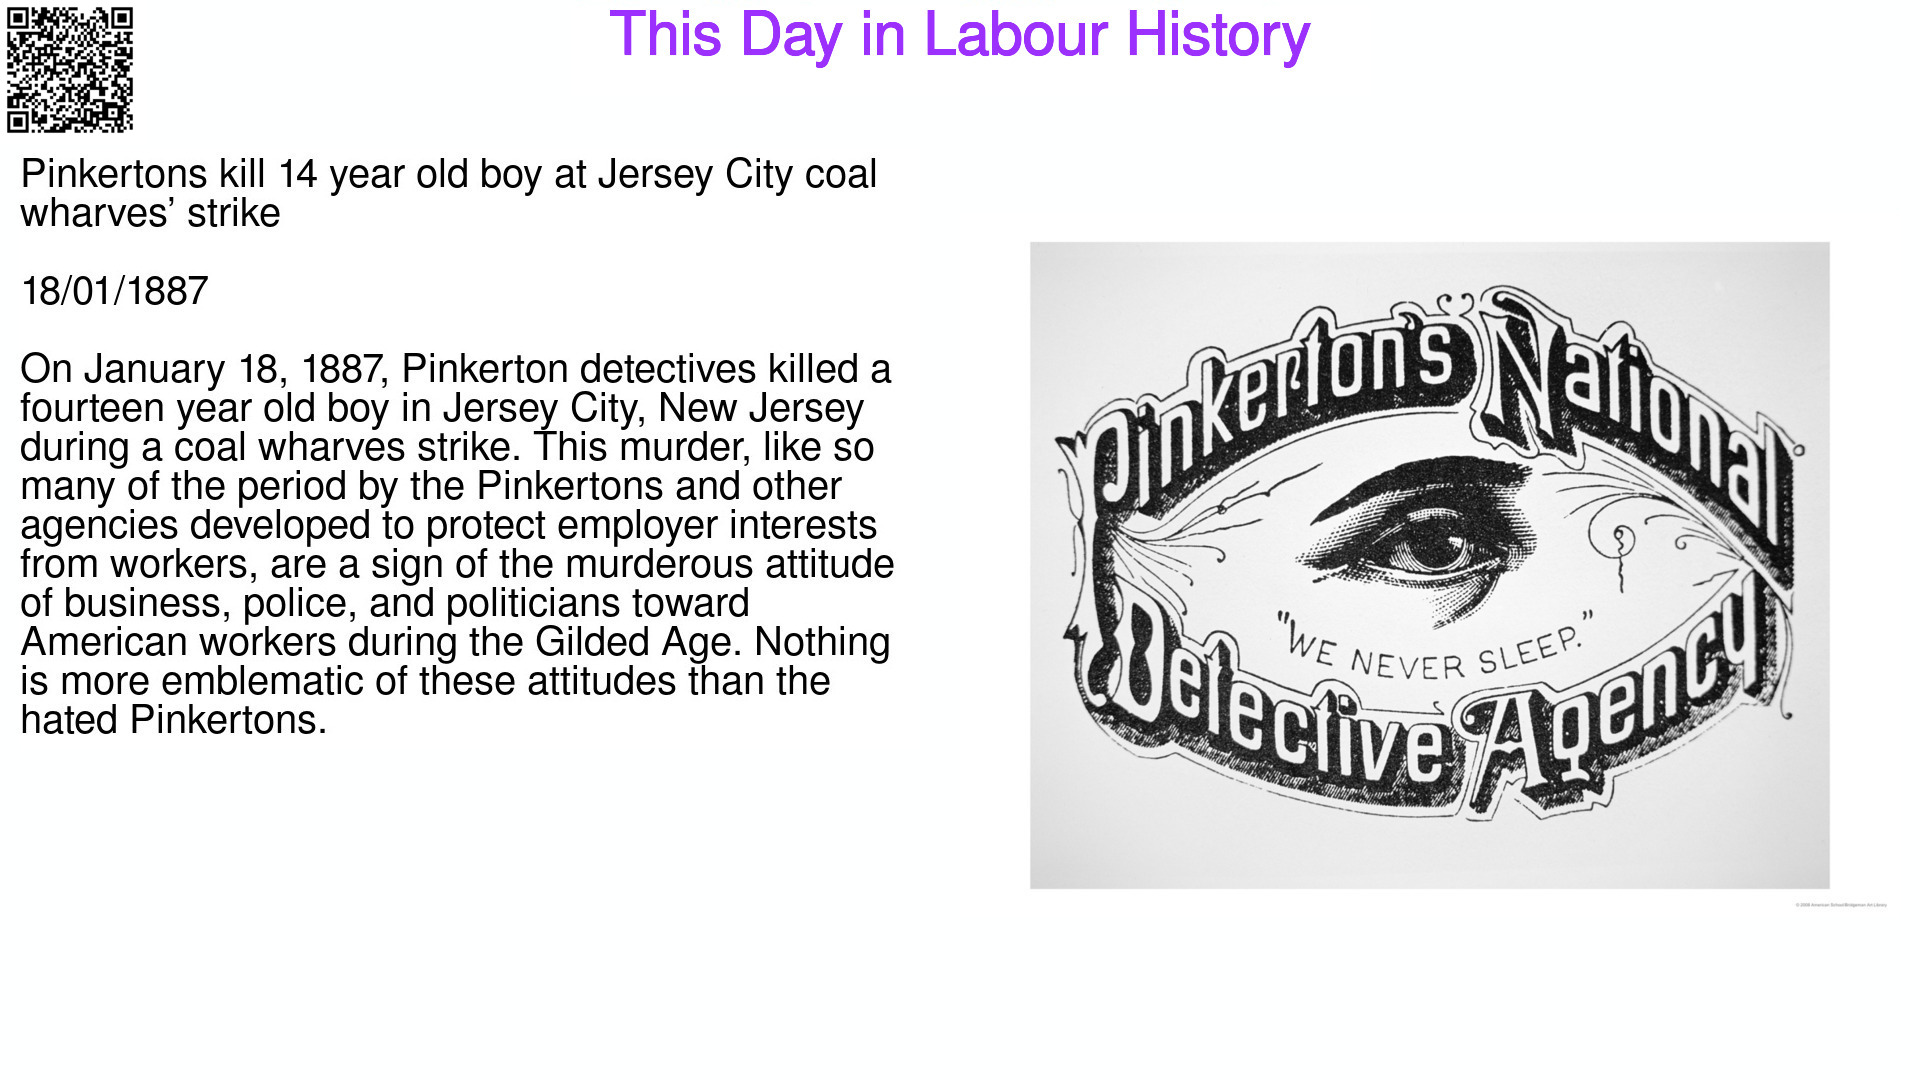 This Day in Labour History
Pinkertons kill 14 year old boy at Jersey City coal
wharves’ strike
18/01/1887
On January 18, 1887, Pinkerton detectives killed a
fourteen year old boy in Jersey City, New Jersey
during a coal wharves strike. This murder, like so
many of the period by the Pinkertons and other
agencies developed to protect employer interests
from workers, are a sign of the murderous attitude
of business, police, and politicians toward
American workers during the Gilded Age. Nothing
is more emblematic of these attitudes than the
hated Pinkertons.
Pinkerton's National
"WE NEVER SLEEP."
Detective Agency